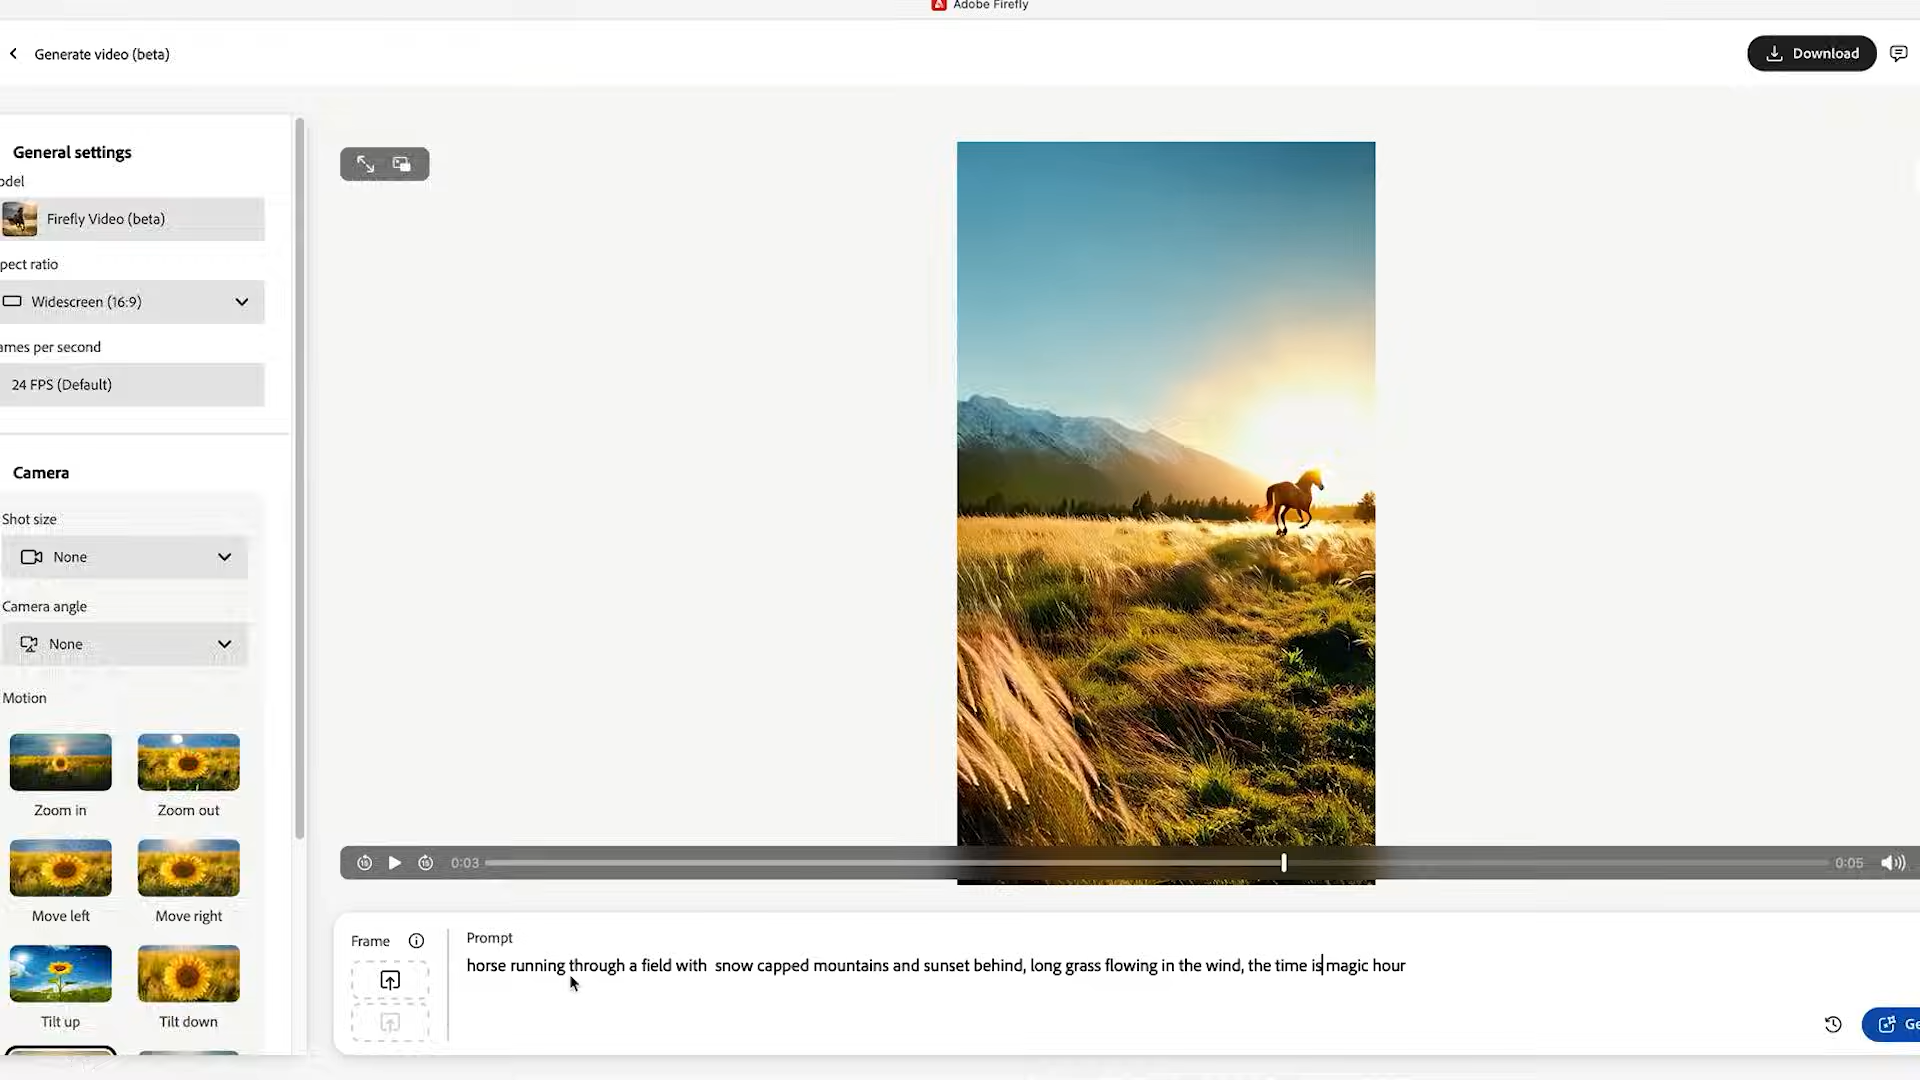 Adobe Firefly
Generate video (beta)
Download
General settings
odel
Firefly Video (beta)
pect ratio
Widescreen (16:9)
ames per second
24 FPS (Default)
Camera
Shot size
None
Camera angle
None
Motion
Zoom in
Zoom out
Move left
Move right
Tilt up
Tilt down
15
15
0:03
0:05
Frame
Prompt
horse running through a field with  snow capped mountains and sunset behind, long grass flowing in the wind, the time is magic hour
Ge